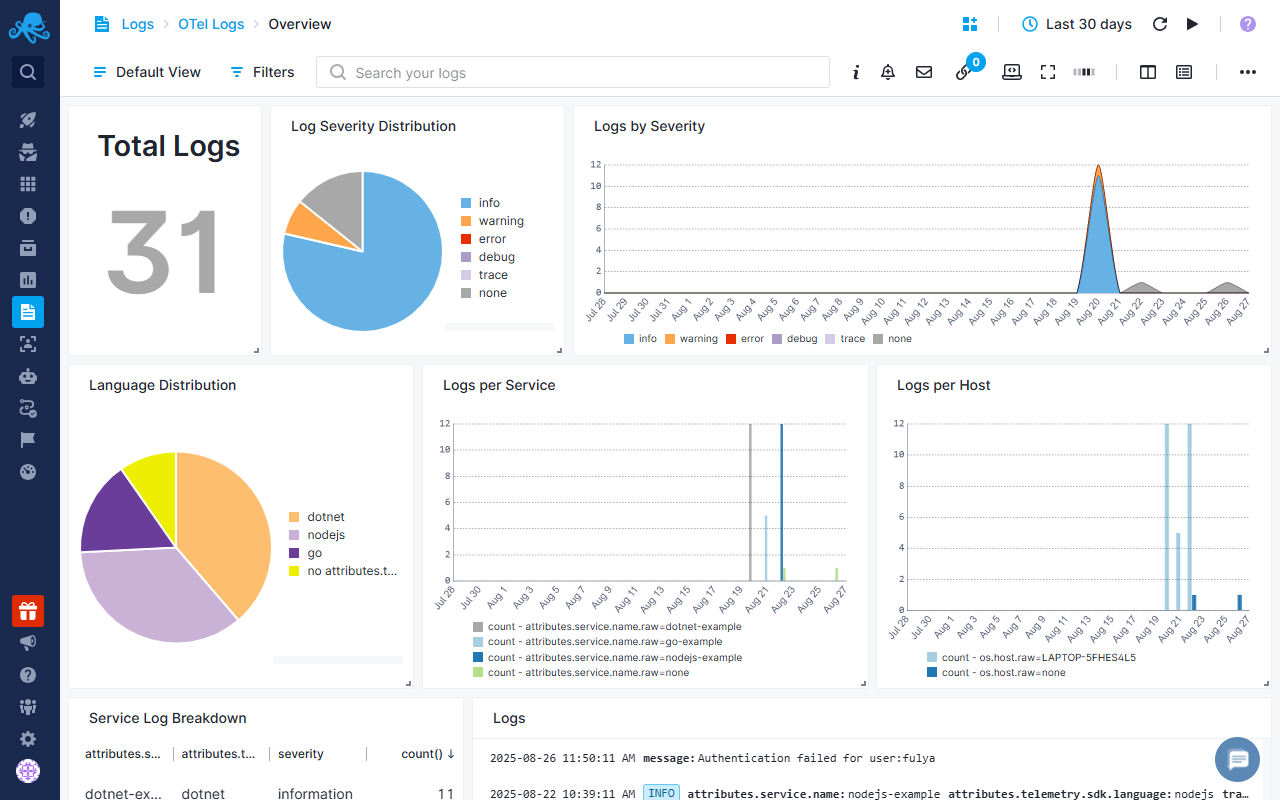 Logs
OTel Logs
Overview
Last 30 days
?
Default View
Filters
Search your logs
0
Total Logs
31
Log Severity Distribution
info
warning
error
debug
trace
none
Logs by Severity
12
10
8
6
4
2
0
Jul 28
Jul 29
Jul 30
Jul 31
Aug 1
Aug 2
Aug 3
Aug 4
Aug 5
Aug 6
Aug 7
Aug 8
Aug 9
Aug 10
Aug 11
Aug 12
Aug 13
Aug 14
Aug 15
Aug 16
Aug 17
Aug 18
Aug 19
Aug 20
Aug 21
Aug 22
Aug 23
Aug 24
Aug 25
Aug 26
Aug 27
info warning error debug trace none
Language Distribution
dotnet
nodejs
go
no attributes.t...
Logs per Service
12
10
8
6
4
2
0
Jul 28
Jul 30
Aug 1
Aug 3
Aug 5
Aug 7
Aug 9
Aug 11
Aug 13
Aug 15
Aug 17
Aug 19
Aug 21
Aug 23
Aug 25
Aug 27
count - attributes.service.name.raw=dotnet-example
count - attributes.service.name.raw=go-example
count - attributes.service.name.raw=nodejs-example
count - attributes.service.name.raw=none
Logs per Host
12
10
8
6
4
2
0
Jul 28
Jul 30
Aug 1
Aug 3
Aug 5
Aug 7
Aug 9
Aug 11
Aug 13
Aug 15
Aug 17
Aug 19
Aug 21
Aug 23
Aug 25
Aug 27
count - os.host.raw=LAPTOP-5FHES4L5
count - os.host.raw=none
Service Log Breakdown
attributes.s... attributes.t... severity count() ↓
dotnet-ex... dotnet information 11
Logs
2025-08-26 11:50:11 AM message:Authentication failed for user:fulya
2025-08-22 10:39:11 AM INFO attributes.service.name:nodejs-example attributes.telemetry.sdk.language:nodejs tra...